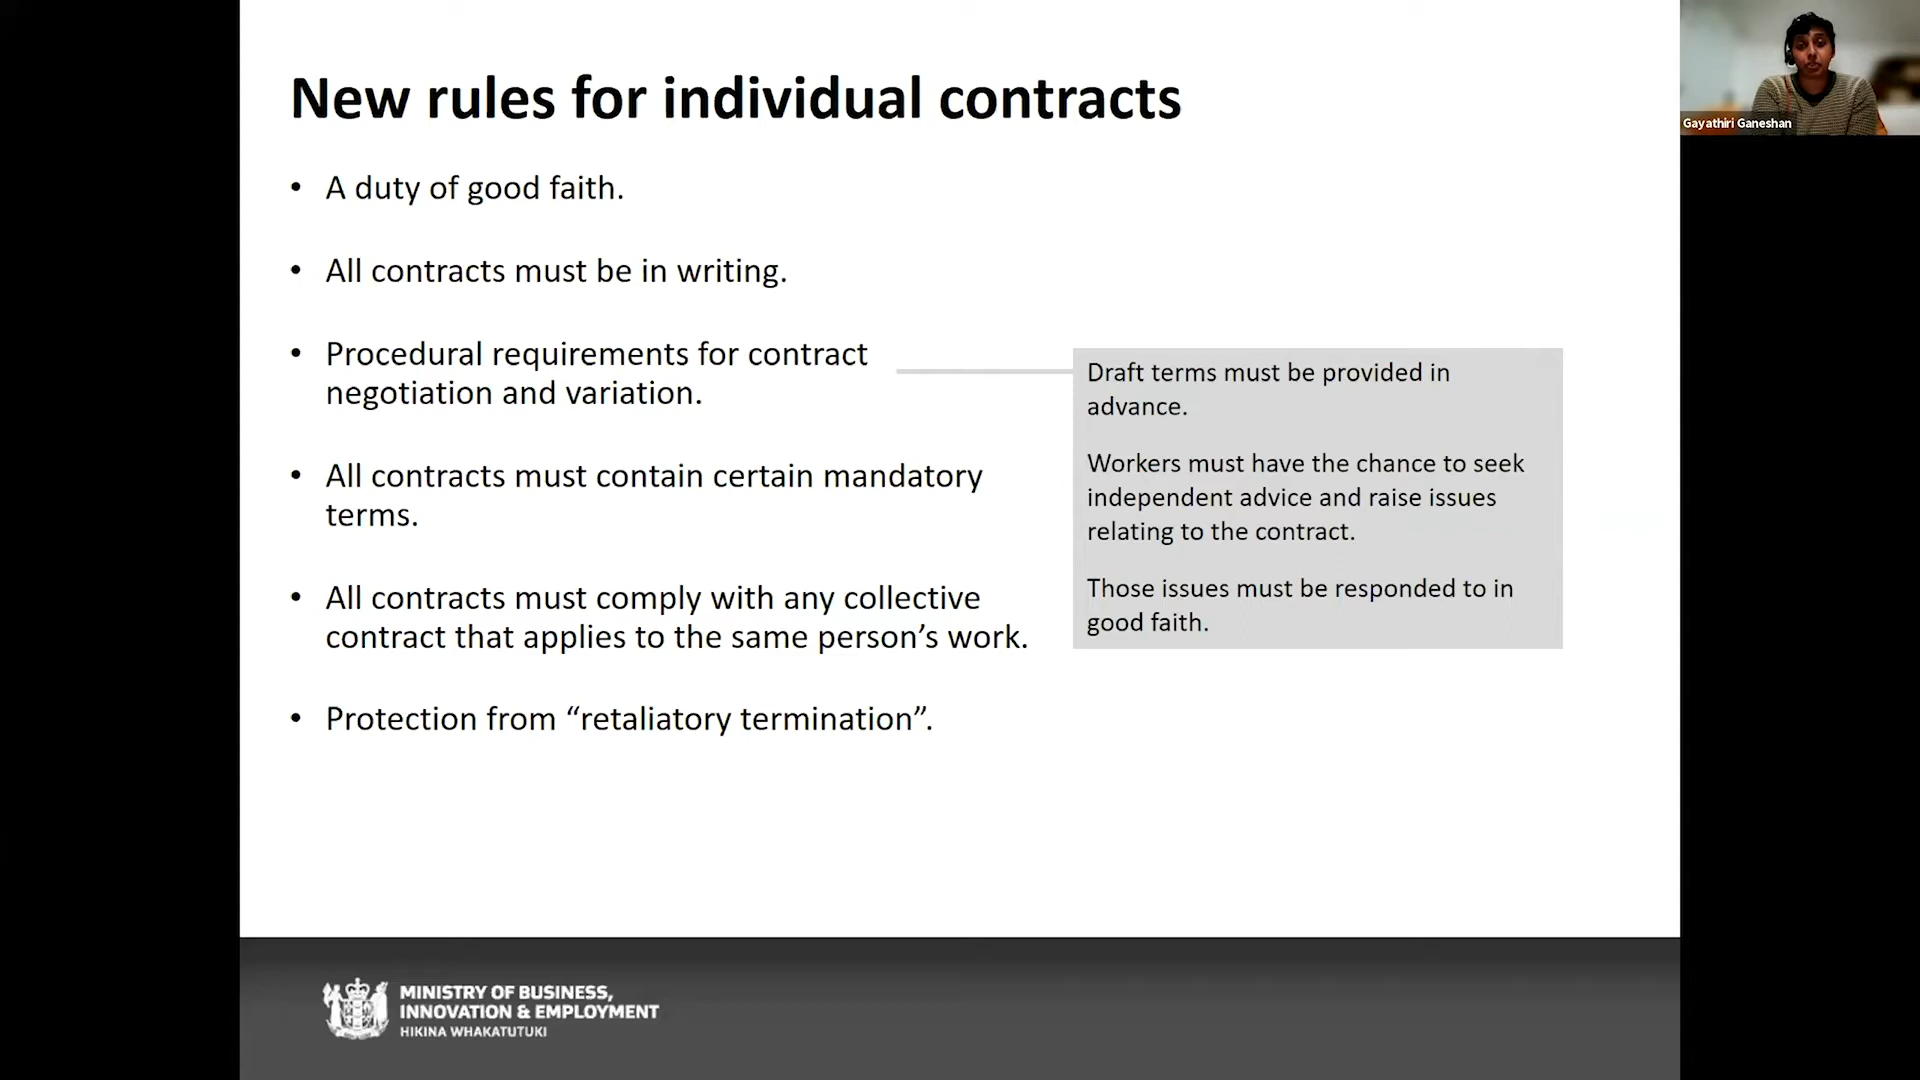 New rules for individual contracts
• A duty of good faith.
• All contracts must be in writing.
• Procedural requirements for contract
negotiation and variation.
• All contracts must contain certain mandatory
terms.
• All contracts must comply with any collective
contract that applies to the same person’s work.
• Protection from “retaliatory termination”.
Draft terms must be provided in
advance.
Workers must have the chance to seek
independent advice and raise issues
relating to the contract.
Those issues must be responded to in
good faith.
MINISTRY OF BUSINESS,
INNOVATION & EMPLOYMENT
HIKINA WHAKATUTUKI
Gayathiri Ganeshan